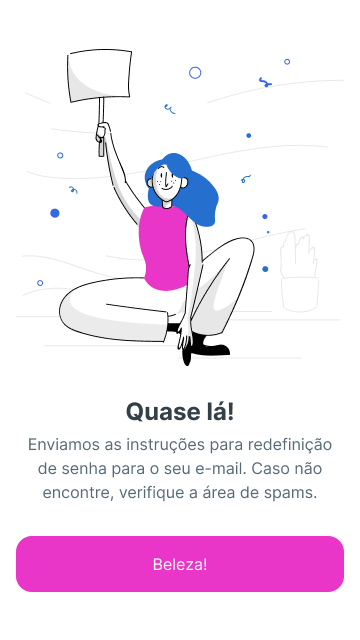 Quase lá!
Enviamos as instruções para redefinição
de senha para o seu e-mail. Caso não
encontre, verifique a área de spams.
Beleza!